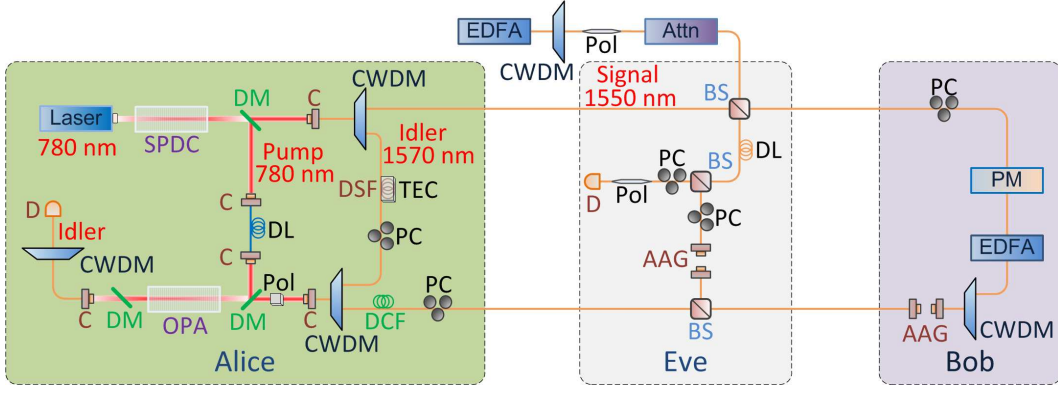 EDFA
CWDM
Pol
Attn
CWDM
DM
C
Laser
780 nm
SPDC
Pump
780 nm
Idler
1570 nm
DSF
TEC
C
DL
C
PC
D
Idler
CWDM
C
DM
OPA
DM
Pol
C
CWDM
DCF
PC
Alice
Signal
1550 nm
BS
BS
DL
PC
D
Pol
PC
AAG
BS
Eve
PC
PM
EDFA
AAG
CWDM
Bob